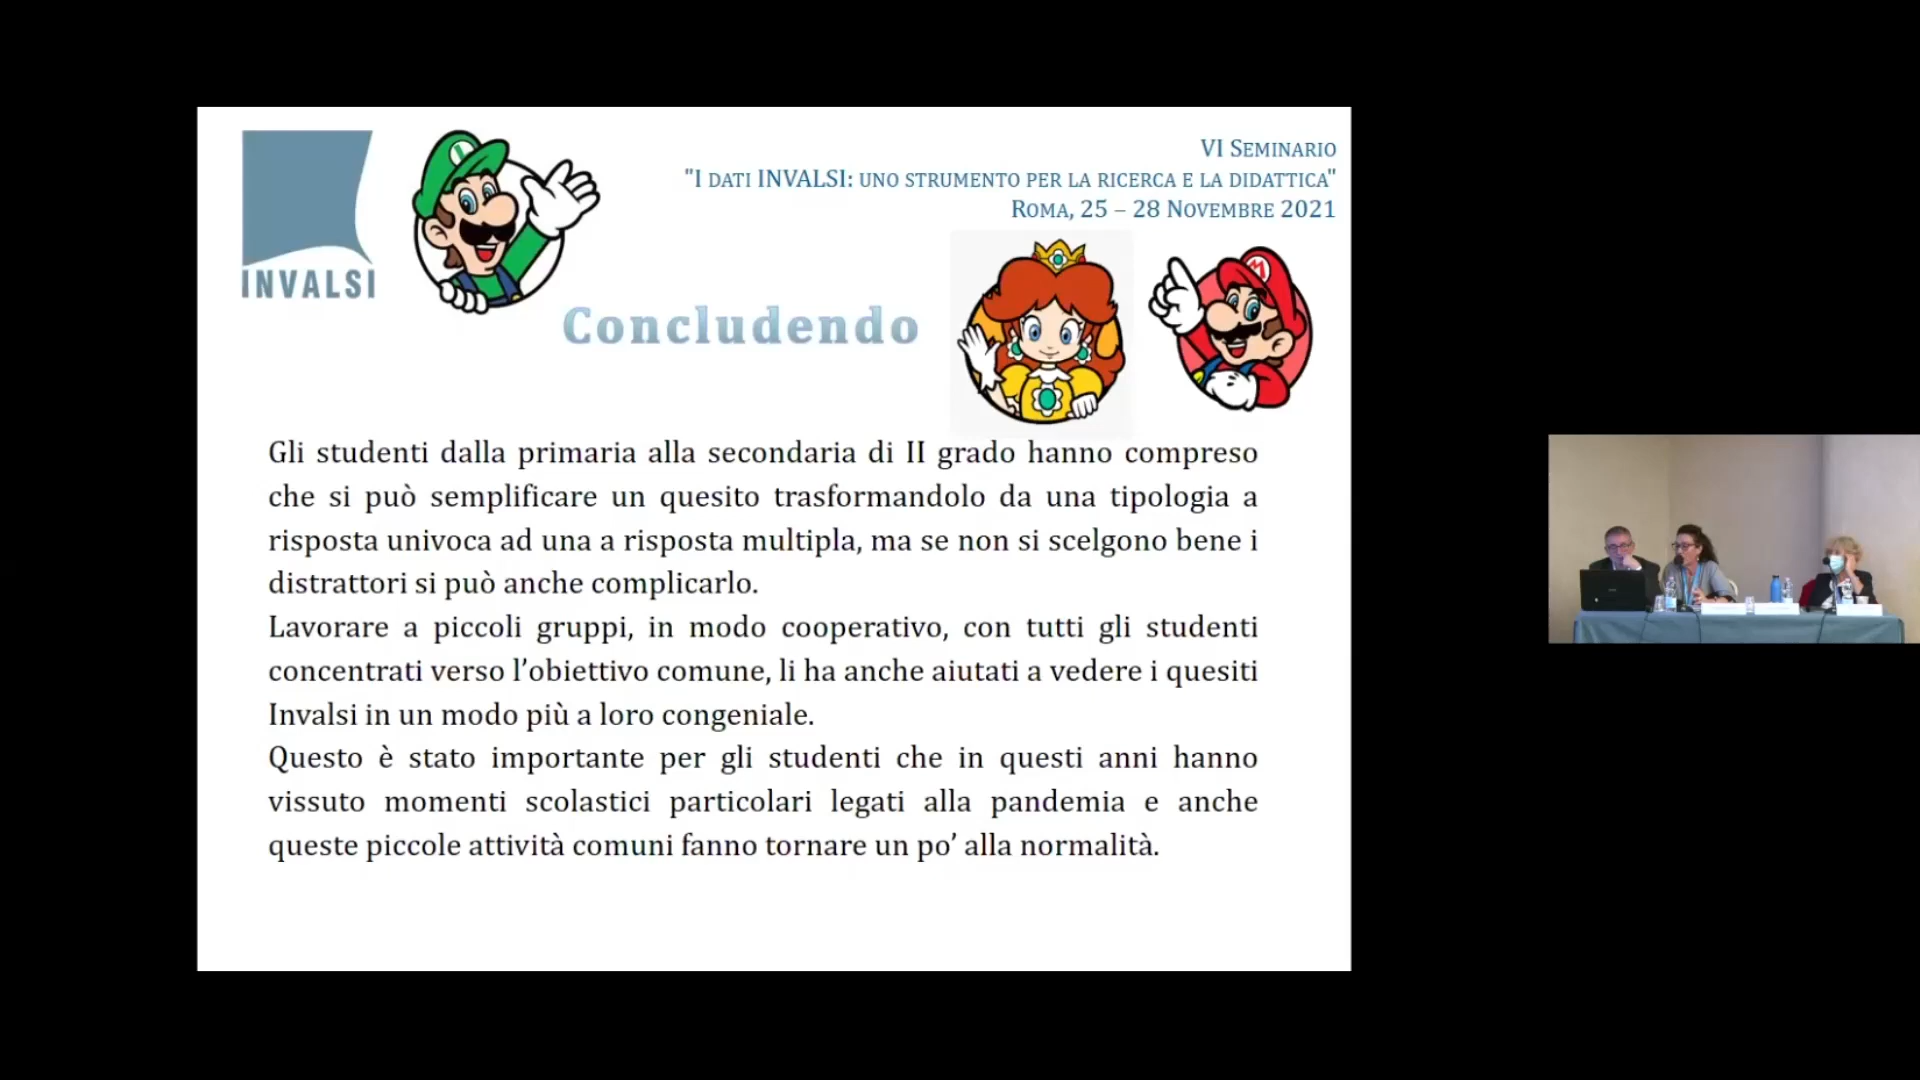 INVALSI
VI Seminario
"I dati INVALSI: uno strumento per la ricerca e la didattica"
Roma, 25 – 28 Novembre 2021
Concludendo
Gli studenti dalla primaria alla secondaria di II grado hanno compreso
che si può semplificare un quesito trasformandolo da una tipologia a
risposta univoca ad una a risposta multipla, ma se non si scelgono bene i
distrattori si può anche complicarlo.
Lavorare a piccoli gruppi, in modo cooperativo, con tutti gli studenti
concentrati verso l’obiettivo comune, li ha anche aiutati a vedere i quesiti
Invalsi in un modo più a loro congeniale.
Questo è stato importante per gli studenti che in questi anni hanno
vissuto momenti scolastici particolari legati alla pandemia e anche
queste piccole attività comuni fanno tornare un po’ alla normalità.